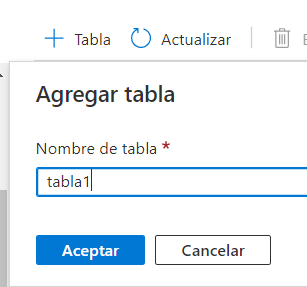 + Tabla Actualizar
Agregar tabla
Nombre de tabla *
tabla1
Aceptar Cancelar